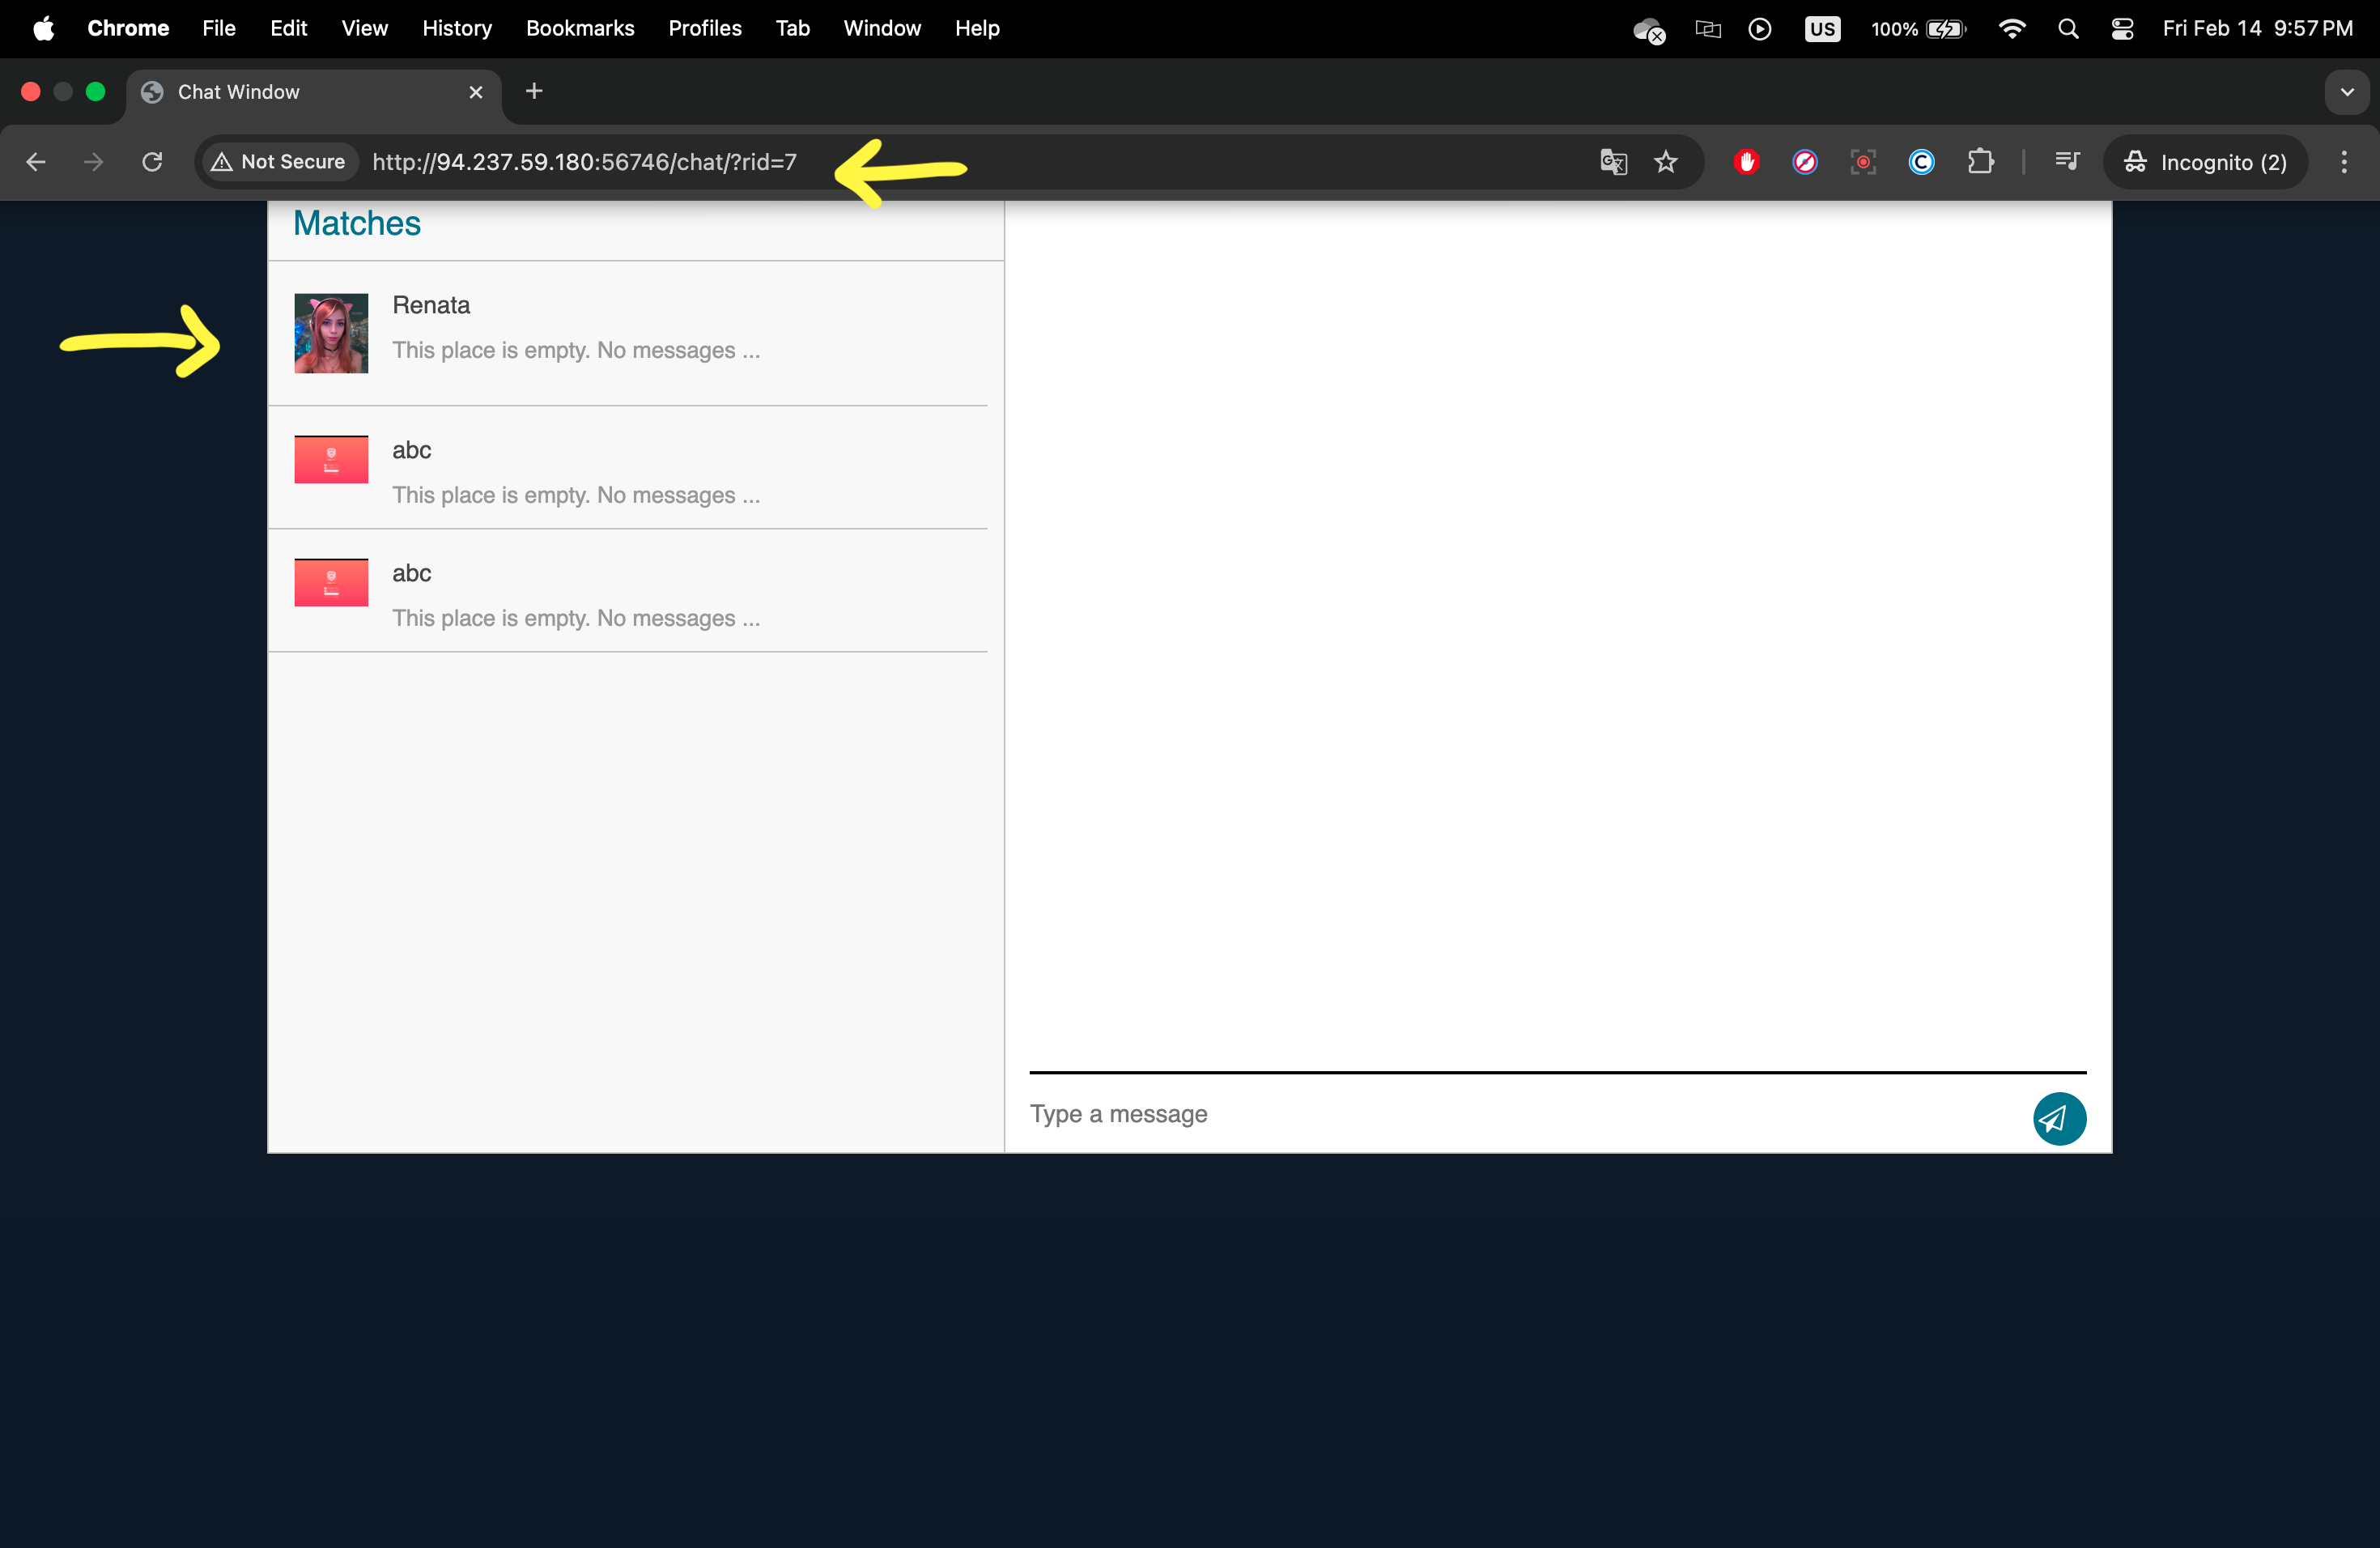 Chrome File Edit View History Bookmarks Profiles Tab Window Help US 100% Fri Feb 14 9:57 PM
Chat Window
Not Secure http://94.237.59.180:56746/chat/?rid=7 Incognito (2)
Matches
Renata
This place is empty. No messages ...
abc
This place is empty. No messages ...
abc
This place is empty. No messages ...
Type a message